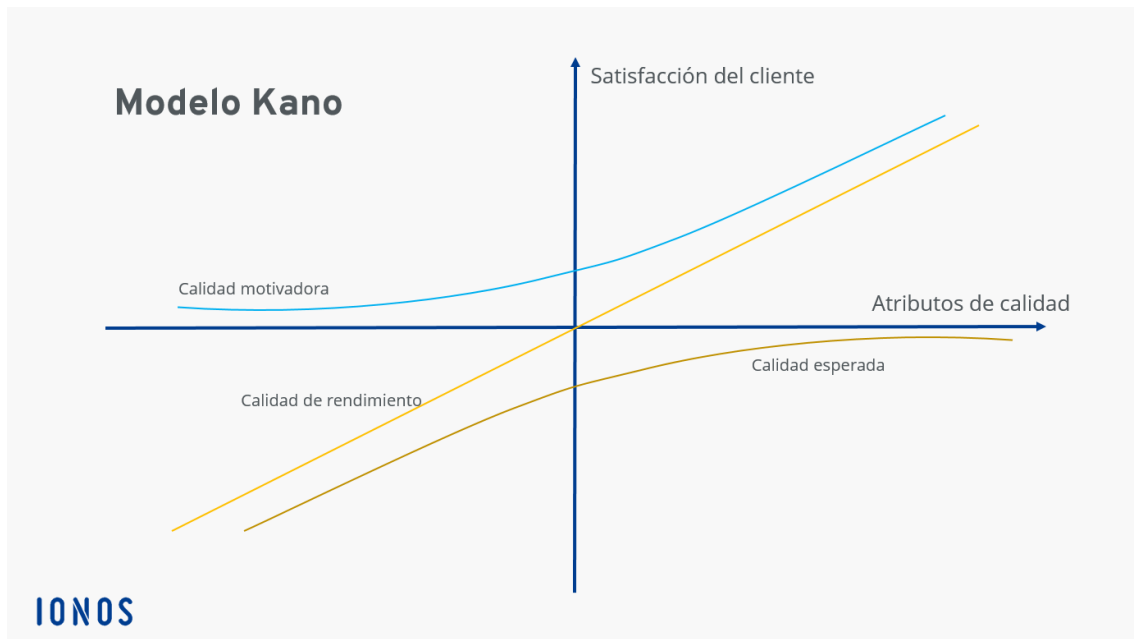 Modelo Kano
Satisfacción del cliente
Calidad motivadora
Atributos de calidad
Calidad esperada
Calidad de rendimiento
IONOS